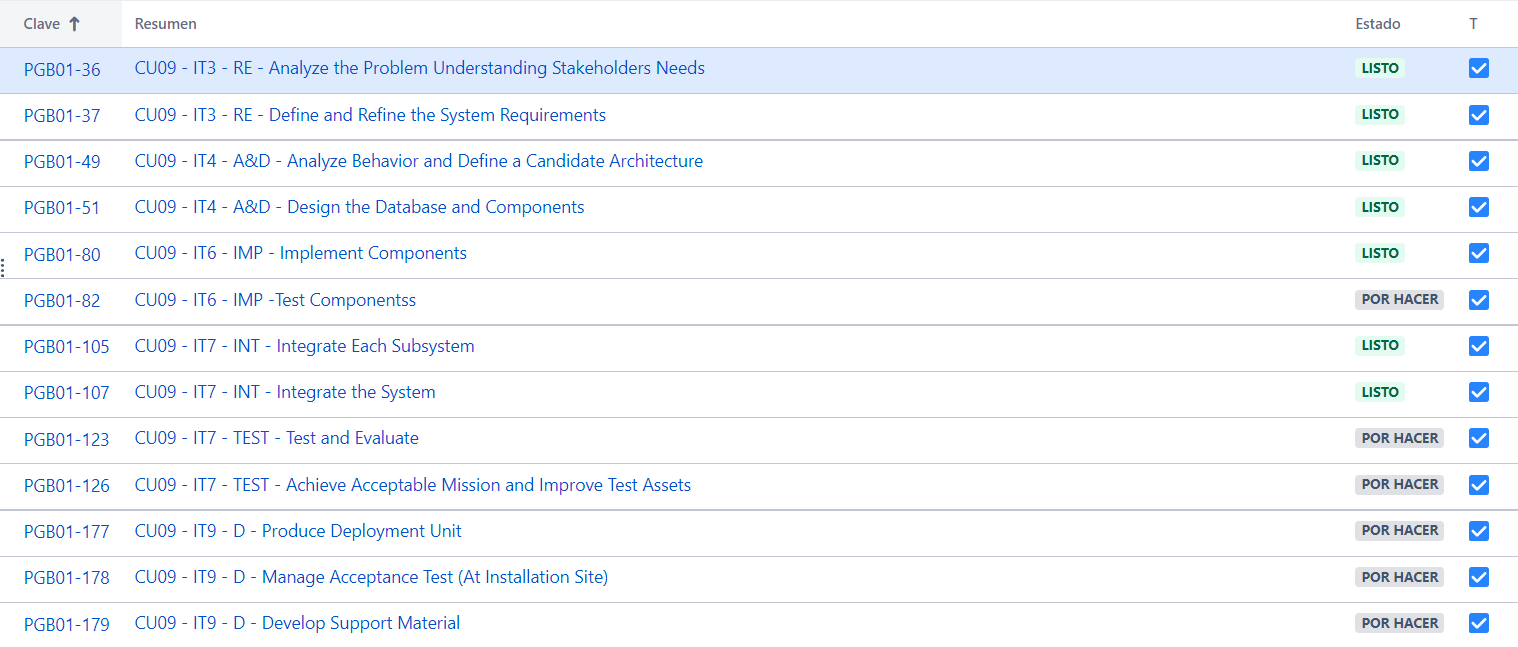 Clave Resumen Estado T
PGB01-36 CU09 - IT3 - RE - Analyze the Problem Understanding Stakeholders Needs LISTO
PGB01-37 CU09 - IT3 - RE - Define and Refine the System Requirements LISTO
PGB01-49 CU09 - IT4 - A&D - Analyze Behavior and Define a Candidate Architecture LISTO
PGB01-51 CU09 - IT4 - A&D - Design the Database and Components LISTO
PGB01-80 CU09 - IT6 - IMP - Implement Components LISTO
PGB01-82 CU09 - IT6 - IMP -Test Componentss POR HACER
PGB01-105 CU09 - IT7 - INT - Integrate Each Subsystem LISTO
PGB01-107 CU09 - IT7 - INT - Integrate the System LISTO
PGB01-123 CU09 - IT7 - TEST - Test and Evaluate POR HACER
PGB01-126 CU09 - IT7 - TEST - Achieve Acceptable Mission and Improve Test Assets POR HACER
PGB01-177 CU09 - IT9 - D - Produce Deployment Unit POR HACER
PGB01-178 CU09 - IT9 - D - Manage Acceptance Test (At Installation Site) POR HACER
PGB01-179 CU09 - IT9 - D - Develop Support Material POR HACER